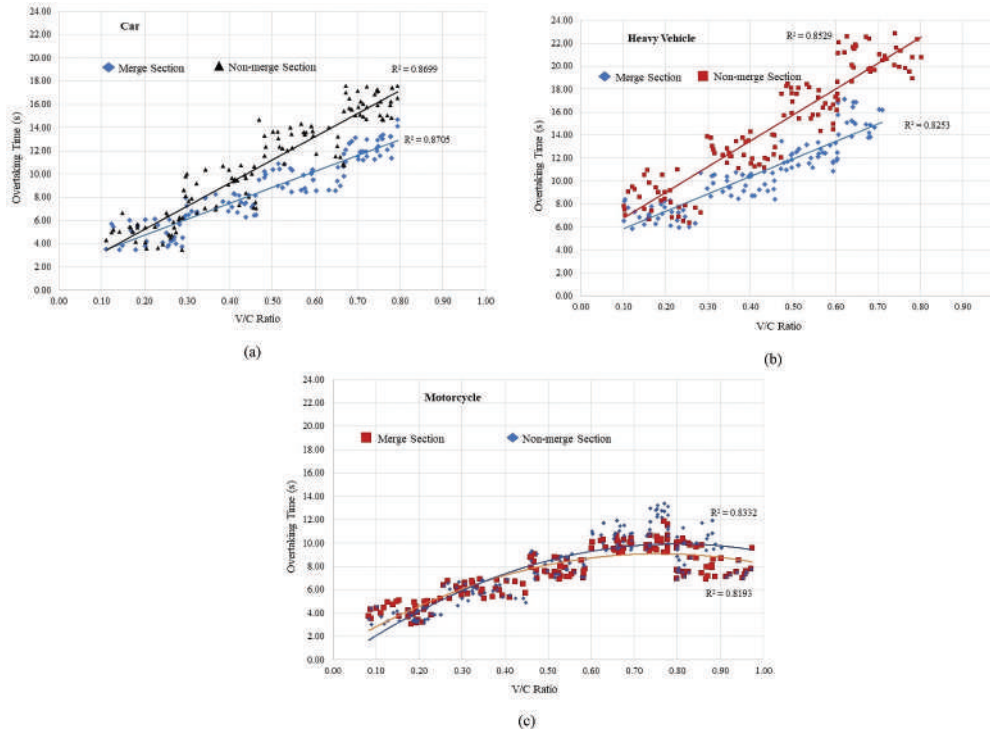 Car
Merge Section
Non-merge Section
R² = 0.8699
R² = 0.8705
Overtaking Time (s)
24.00
22.00
20.00
18.00
16.00
14.00
12.00
10.00
8.00
6.00
4.00
2.00
0.00
0.00 0.10 0.20 0.30 0.40 0.50 0.60 0.70 0.80 0.90 1.00
V/C Ratio
(a)
Heavy Vehicle
Merge Section
Non-merge Section
R² = 0.8529
R² = 0.8253
Overtaking Time (s)
24.00
22.00
20.00
18.00
16.00
14.00
12.00
10.00
8.00
6.00
4.00
2.00
0.00
0.00 0.10 0.20 0.30 0.40 0.50 0.60 0.70 0.80 0.90
V/C Ratio
(b)
Motorcycle
Merge Section
Non-merge Section
R² = 0.8332
R² = 0.8193
Overtaking Time (s)
24.00
22.00
20.00
18.00
16.00
14.00
12.00
10.00
8.00
6.00
4.00
2.00
0.00
0.00 0.10 0.20 0.30 0.40 0.50 0.60 0.70 0.80 0.90 1.00
V/C Ratio
(c)